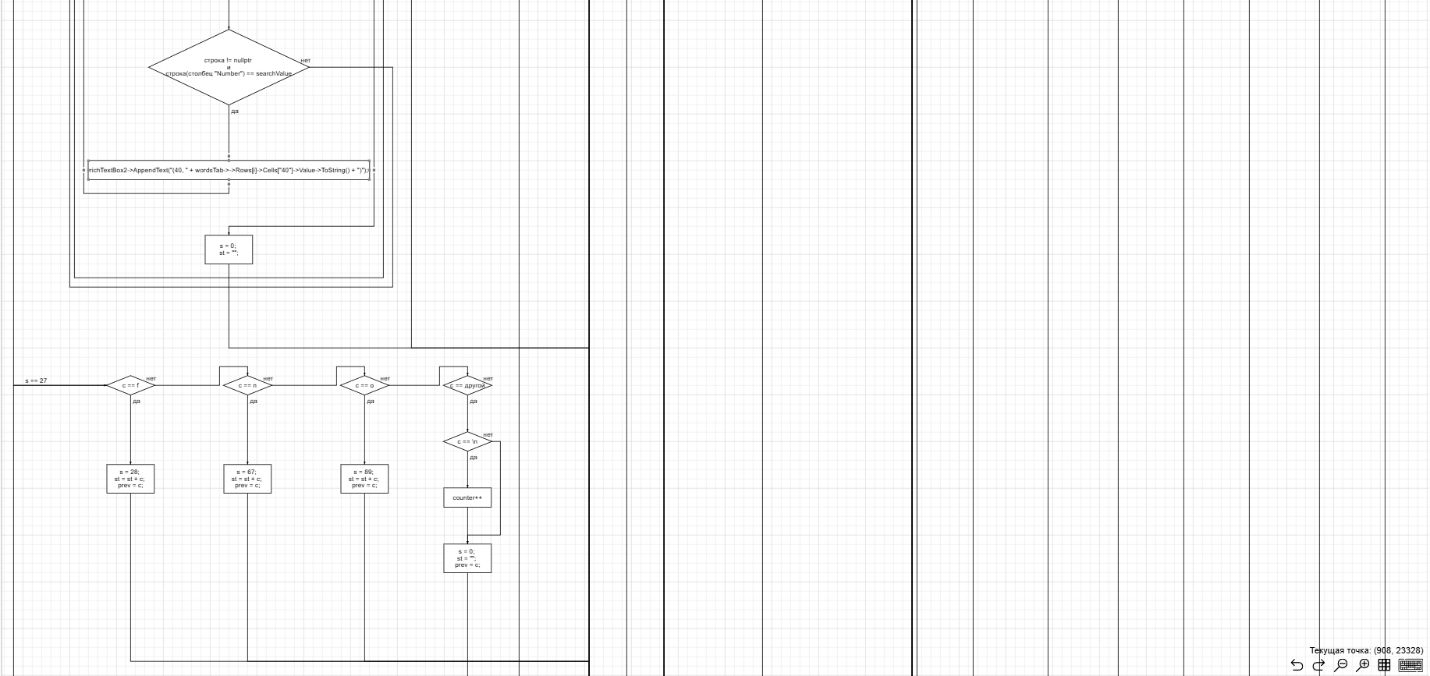 строка != nullptr
и
строка(столбец "Number") == searchValue
нет
да
richTextBox2->AppendText("(40, " + wordsTab->->Rows[i]->Cells["40"]->Value->ToString() + ")");
s = 0;
st = "";
s == 27
c == f
нет
c == n
нет
c == o
нет
c == другой
нет
да
да
да
да
c == \n
нет
да
s = 28;
st = st + c;
prev = c;
s = 67;
st = st + c;
prev = c;
s = 89;
st = st + c;
prev = c;
counter++
s = 0;
st = "";
prev = c;
Текущая точка: (908, 23328)